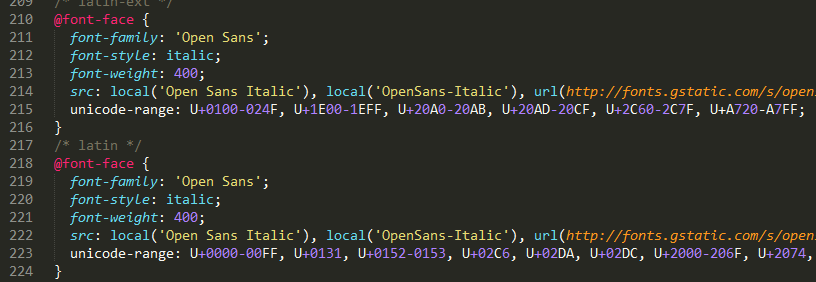 209 /* latin-ext */
210 @font-face {
211 font-family: 'Open Sans';
212 font-style: italic;
213 font-weight: 400;
214 src: local('Open Sans Italic'), local('OpenSans-Italic'), url(http://fonts.gstatic.com/s/open
215 unicode-range: U+0100-024F, U+1E00-1EFF, U+20A0-20AB, U+20AD-20CF, U+2C60-2C7F, U+A720-A7FF;
216 }
217 /* latin */
218 @font-face {
219 font-family: 'Open Sans';
220 font-style: italic;
221 font-weight: 400;
222 src: local('Open Sans Italic'), local('OpenSans-Italic'), url(http://fonts.gstatic.com/s/open
223 unicode-range: U+0000-00FF, U+0131, U+0152-0153, U+02C6, U+02DA, U+02DC, U+2000-206F, U+2074,
224 }